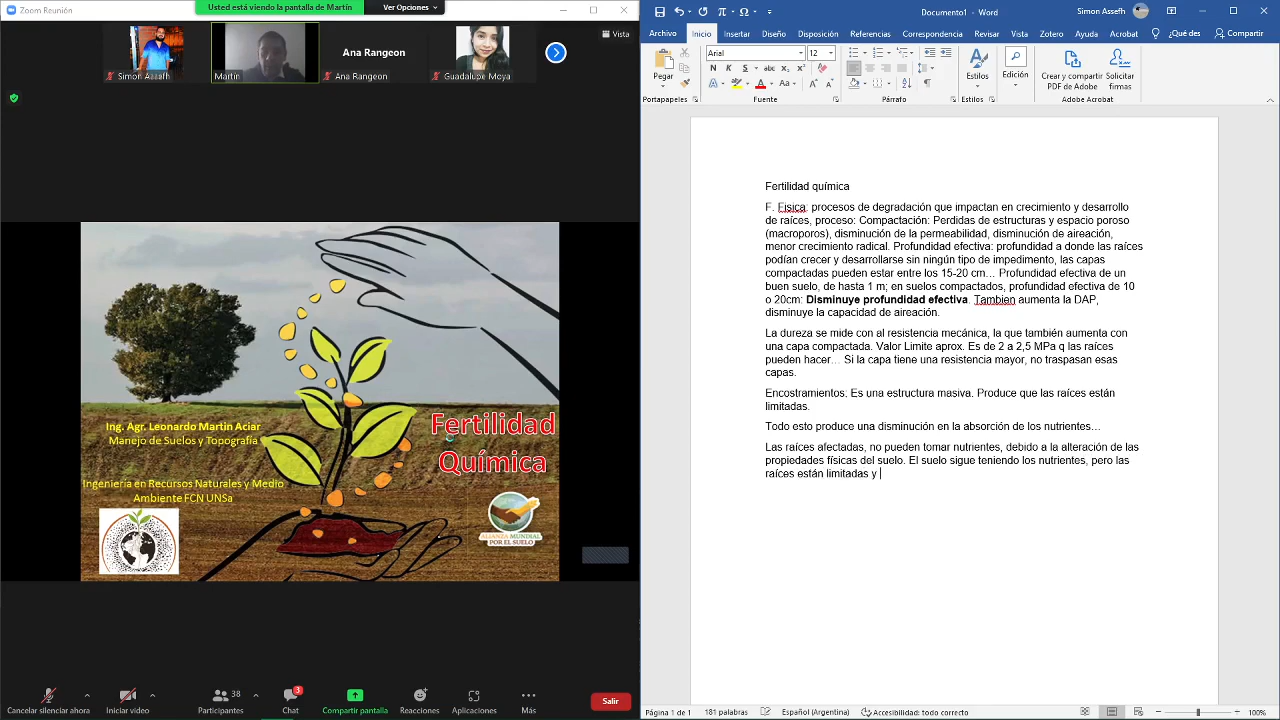 Zoom Reunión
Usted está viendo la pantalla de Martín
Ver Opciones
Simon Assefh
Martín
Ana Rangeon
Ana Rangeon
Guadalupe Moya
Vista
Ing. Agr. Leonardo Martin Aciar
Manejo de Suelos y Topografía
Ingeniería en Recursos Naturales y Medio
Ambiente FCN UNSa
Fertilidad
Química
ALIANZA MUNDIAL
POR EL SUELO
Cancelar silenciar ahora
Iniciar video
38
Participantes
3
Chat
Compartir pantalla
Reacciones
Aplicaciones
Más
Salir
Documento1 - Word
Simon Asseff
Archivo
Inicio
Insertar
Diseño
Zoom
Ayuda
Acrobat
¿Qué des
Compartir
Pegar
Arial
12
N K S
Estilos
Edición
Crear y compartir
PDF de Adobe
Solicitar
firmas
Portapapeles
Fuente
Párrafo
Estilos
Adobe Acrobat
Fertilidad química
F. Fisica: procesos de degradación que impactan en crecimiento y desarrollo
de raíces, proceso: Compactación: Perdidas de estructuras y espacio poroso
(macroporos), disminución de la permeabilidad, disminución de aireación,
menor crecimiento radical. Profundidad efectiva: profundidad a donde las raíces
podían crecer y desarrollarse sin ningún tipo de impedimento, las capas
compactadas pueden estar entre los 15-20 cm… Profundidad efectiva de un
buen suelo, de hasta 1 m; en suelos compactados, profundidad efectiva de 10
o 20cm: Disminuye profundidad efectiva. Tambien aumenta la DAP,
disminuye la capacidad de aireación.
La dureza se mide con al resistencia mecánica, la que también aumenta con
una capa compactada. Valor Limite aprox. Es de 2 a 2,5 MPa q las raíces
pueden hacer… Si la capa tiene una resistencia mayor, no traspasan esas
capas.
Encostramientos: Es una estructura masiva. Produce que las raíces están
limitadas.
Todo esto produce una disminución en la absorción de los nutrientes…
Las raíces afectadas, no pueden tomar nutrientes, debido a la alteración de las
propiedades físicas del suelo. El suelo sigue teniendo los nutrientes, pero las
raíces están limitadas y
Página 1 de 1
181 palabras
Español (Argentina)
Accesibilidad: todo correcto
100%